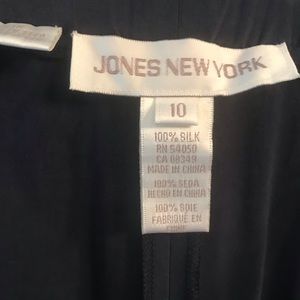 JONES NEW YORK
10
100% SILK
RN 54050
CA 08349
MADE IN CHINA
100% SEDA
HECHO EN CHINA
100% SOIE
FABRIQUE EN
CHINE